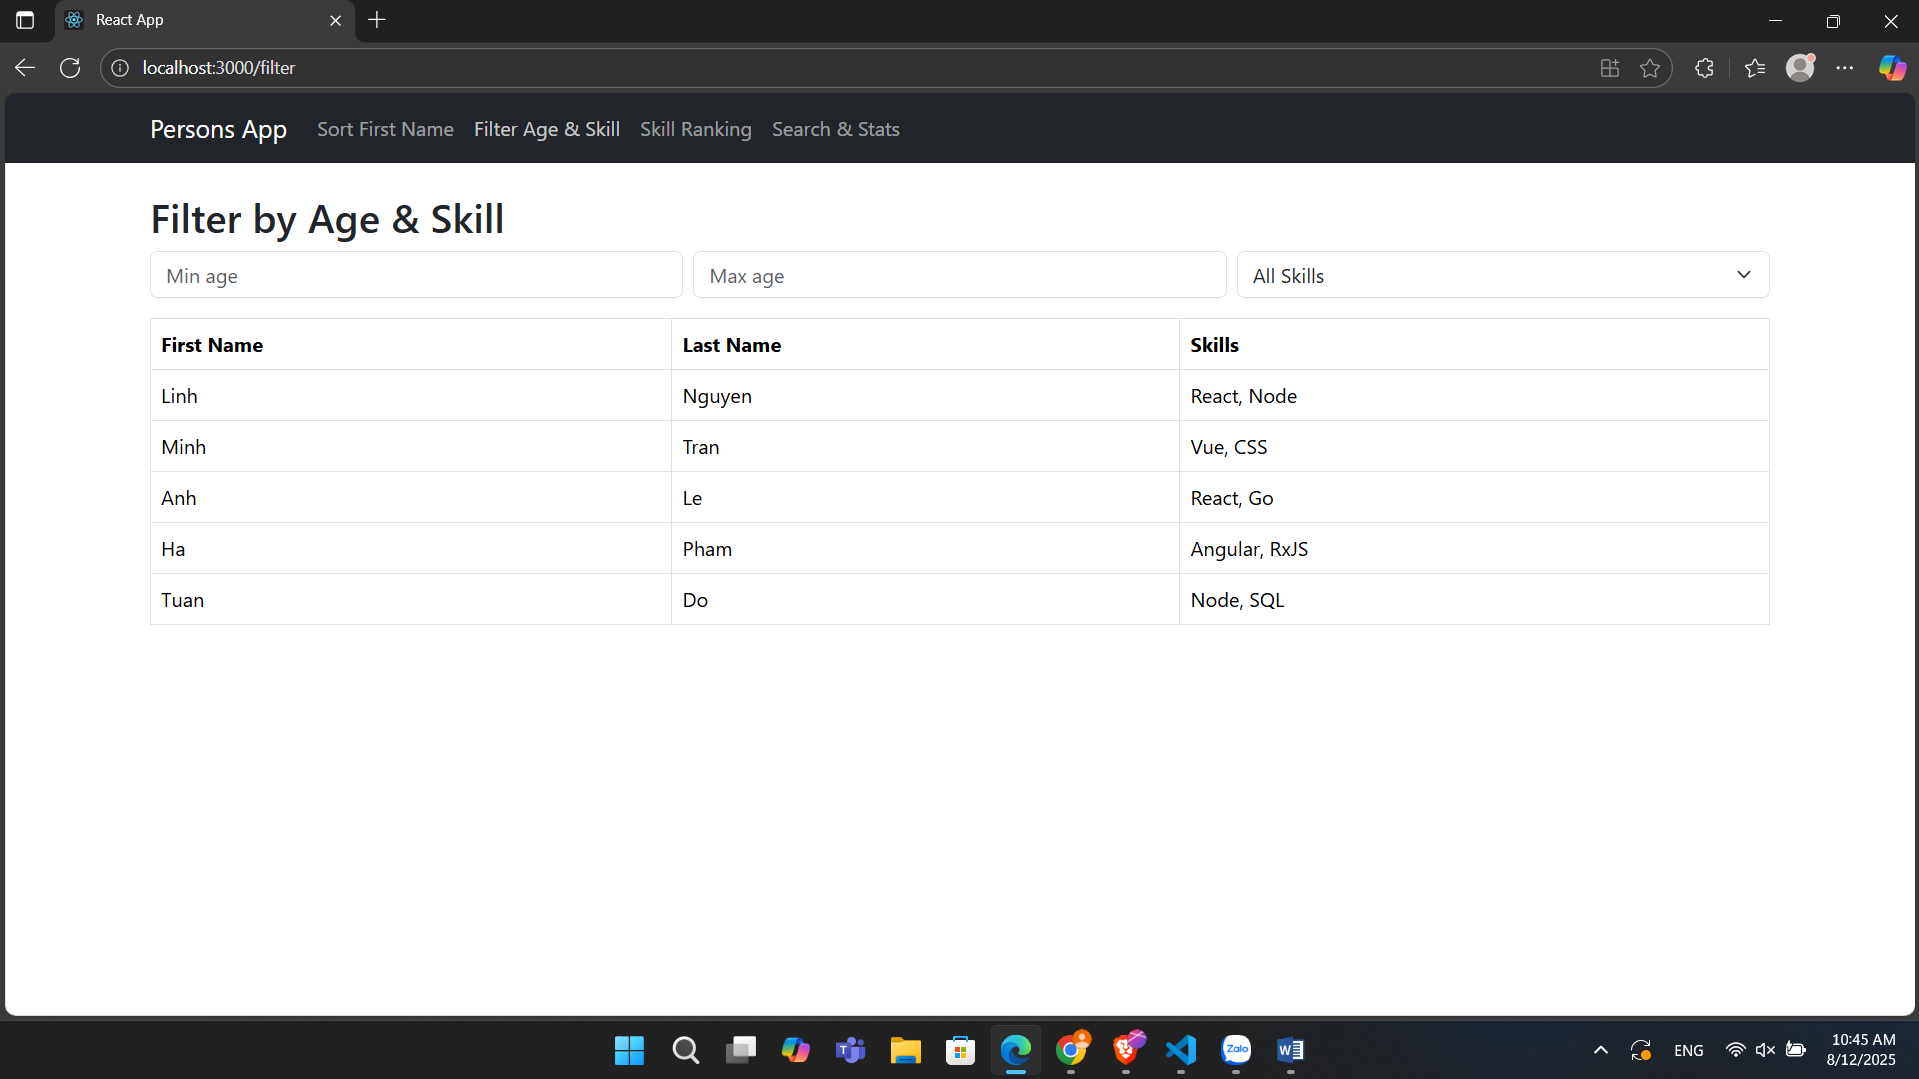 React App
localhost:3000/filter
Persons App Sort First Name Filter Age & Skill Skill Ranking Search & Stats
Filter by Age & Skill
Min age Max age All Skills
First Name Last Name Skills
Linh Nguyen React, Node
Minh Tran Vue, CSS
Anh Le React, Go
Ha Pham Angular, RxJS
Tuan Do Node, SQL
Zalo
ENG
10:45 AM
8/12/2025